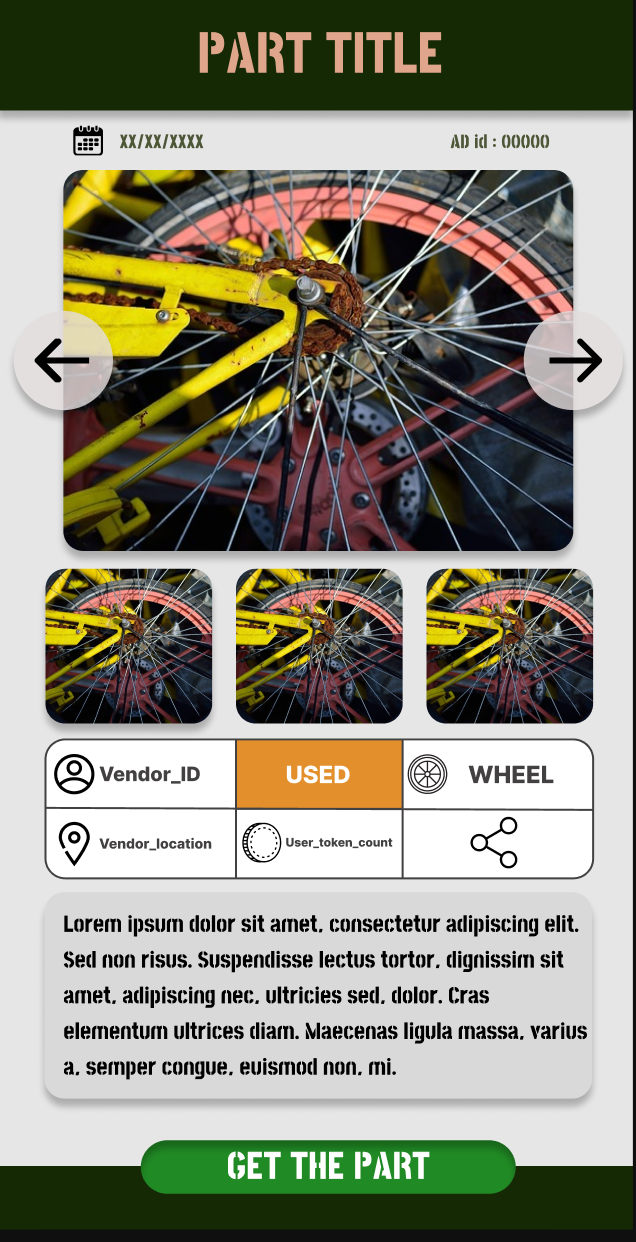 PART TITLE
XX/XX/XXXX
AD id : 00000
Vendor_ID
USED
WHEEL
Vendor_location
User_token_count
Lorem ipsum dolor sit amet, consectetur adipiscing elit.
Sed non risus. Suspendisse lectus tortor, dignissim sit
amet, adipiscing nec, ultricies sed, dolor. Cras
elementum ultrices diam. Maecenas ligula massa, varius
a, semper congue, euismod non, mi.
GET THE PART